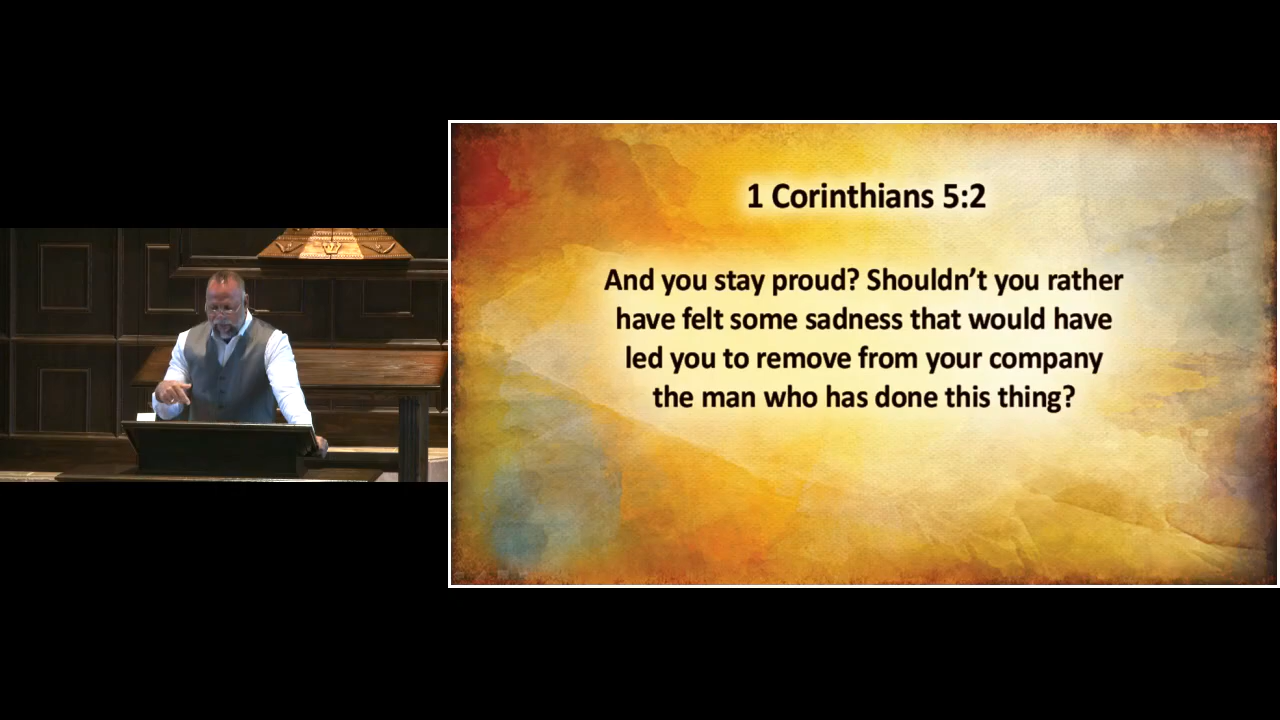 1 Corinthians 5:2
And you stay proud? Shouldn't you rather
have felt some sadness that would have
led you to remove from your company
the man who has done this thing?